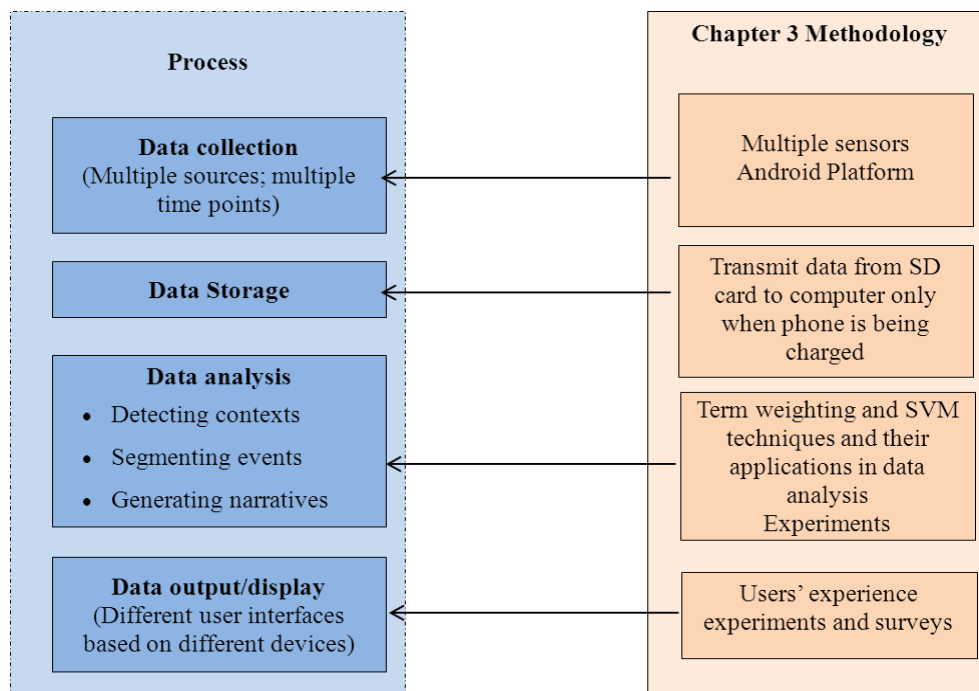 Process
Data collection
(Multiple sources; multiple
time points)
Data Storage
Data analysis
• Detecting contexts
• Segmenting events
• Generating narratives
Data output/display
(Different user interfaces
based on different devices)
Chapter 3 Methodology
Multiple sensors
Android Platform
Transmit data from SD
card to computer only
when phone is being
charged
Term weighting and SVM
techniques and their
applications in data
analysis
Experiments
Users’ experience
experiments and surveys